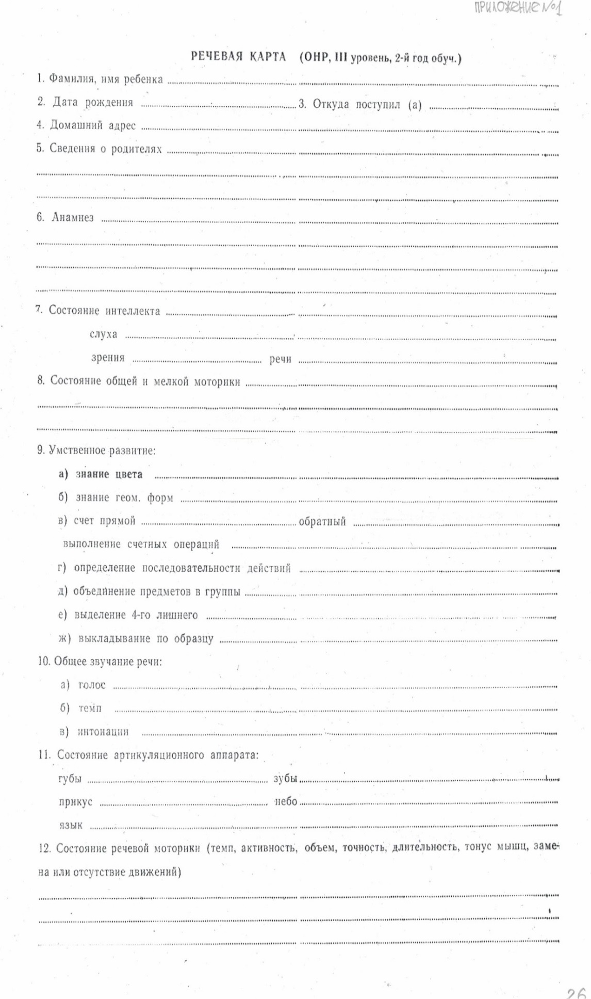 ПРИЛОЖЕНИЕ №1
РЕЧЕВАЯ КАРТА (ОНР, III уровень, 2-й год обуч.)
1. Фамилия, имя ребенка
2. Дата рождения 3. Откуда поступил (а)
4. Домашний адрес
5. Сведения о родителях
6. Анамнез
7. Состояние интеллекта
слуха
зрения речи
8. Состояние общей и мелкой моторики
9. Умственное развитие:
а) знание цвета
б) знание геом. форм
в) счет прямой обратный
выполнение счетных операций
г) определение последовательности действий
д) объединение предметов в группы
е) выделение 4-го лишнего
ж) выкладывание по образцу
10. Общее звучание речи:
а) голос
б) темп
в) интонации
11. Состояние артикуляционного аппарата:
губы зубы
прикус небо
язык
12. Состояние речевой моторики (темп, активность, объем, точность, длительность, тонус мышц, заме-
на или отсутствие движений)
26